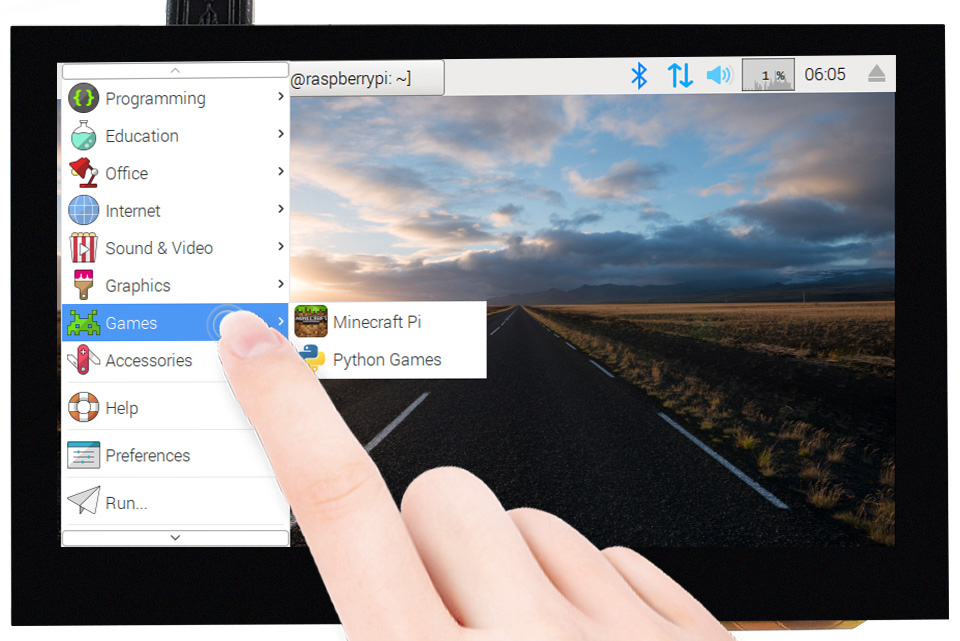 @raspberrypi: ~]
1 %
06:05
Programming
Education
Office
Internet
Sound & Video
Graphics
Games
Accessories
Help
Preferences
Run...
Minecraft Pi
Python Games